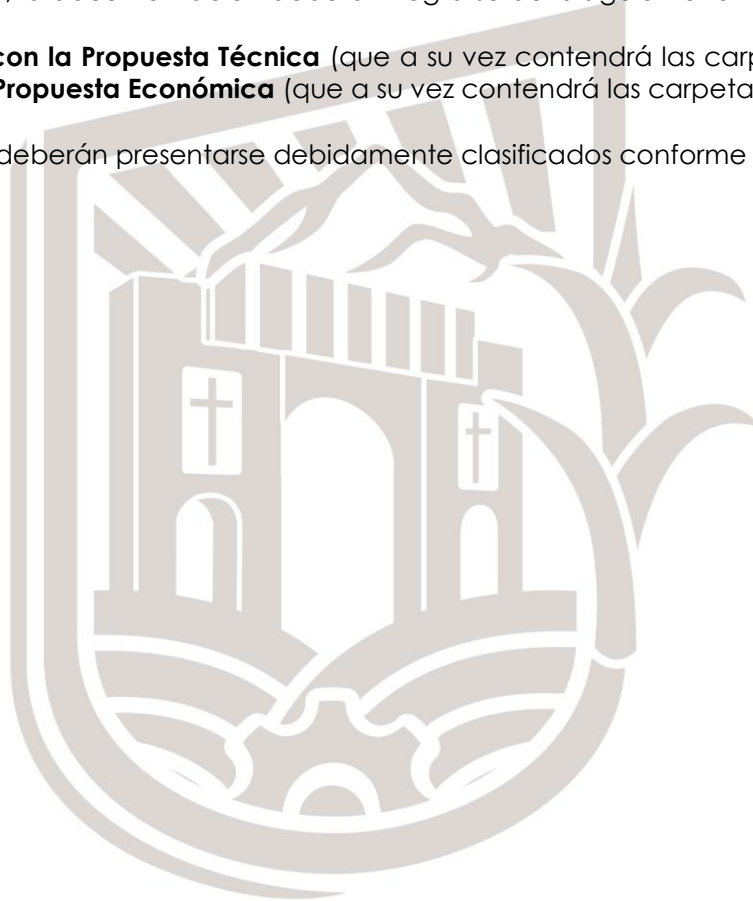 con la Propuesta Técnica (que a su vez contendrá las carp
Propuesta Económica (que a su vez contendrá las carpeta
deberán presentarse debidamente clasificados conforme